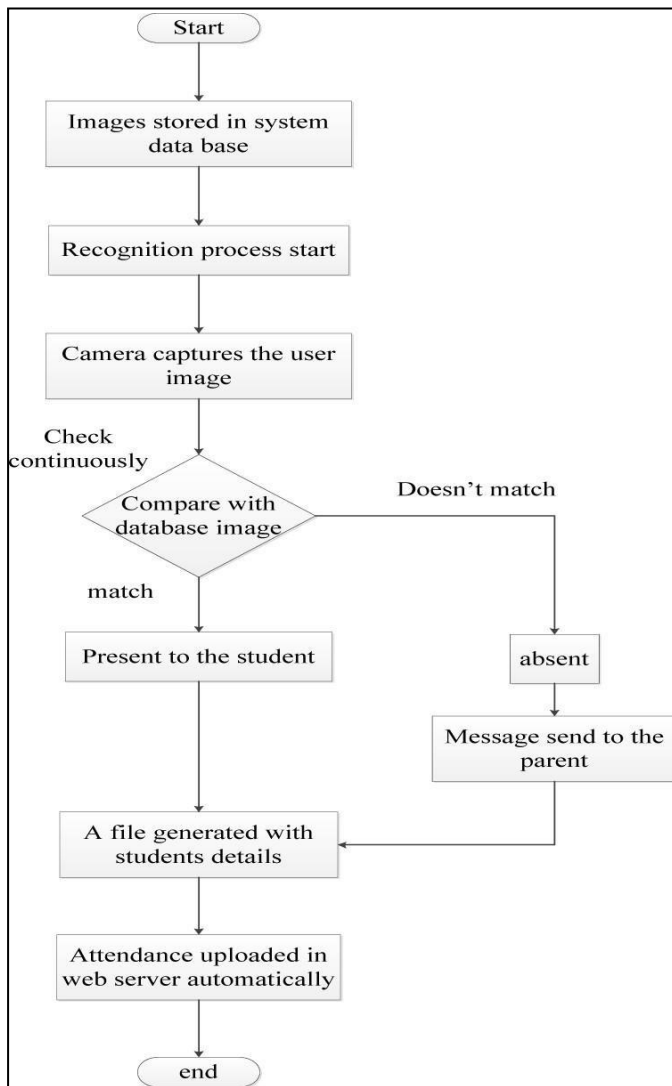 Start
Images stored in system
data base
Recognition process start
Camera captures the user
image
Check
continuously
Compare with
database image
Doesn't match
match
Present to the student
absent
Message send to the
parent
A file generated with
students details
Attendance uploaded in
web server automatically
end